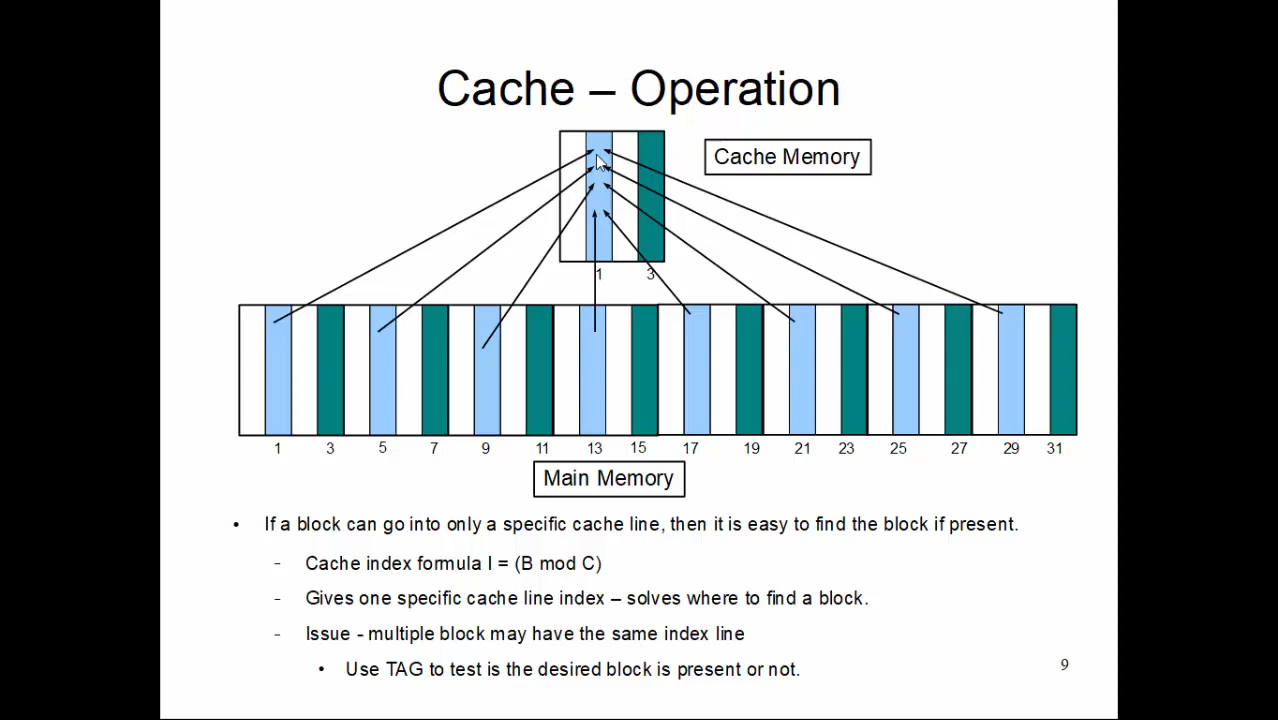 Cache – Operation
Cache Memory
1 3
1 3 5 7 9 11 13 15 17 19 21 23 25 27 29 31
Main Memory
• If a block can go into only a specific cache line, then it is easy to find the block if present.
– Cache index formula I = (B mod C)
– Gives one specific cache line index – solves where to find a block.
– Issue - multiple block may have the same index line
• Use TAG to test is the desired block is present or not.
9